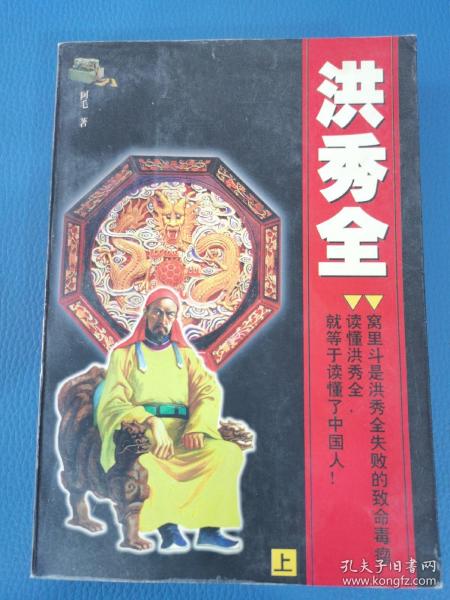 洪秀全
阿毛 著
窝里斗是洪秀全失败的致命毒瘤
读懂洪秀全
就等于读懂了中国人!
上
孔夫子旧书网
www.kongfz.com